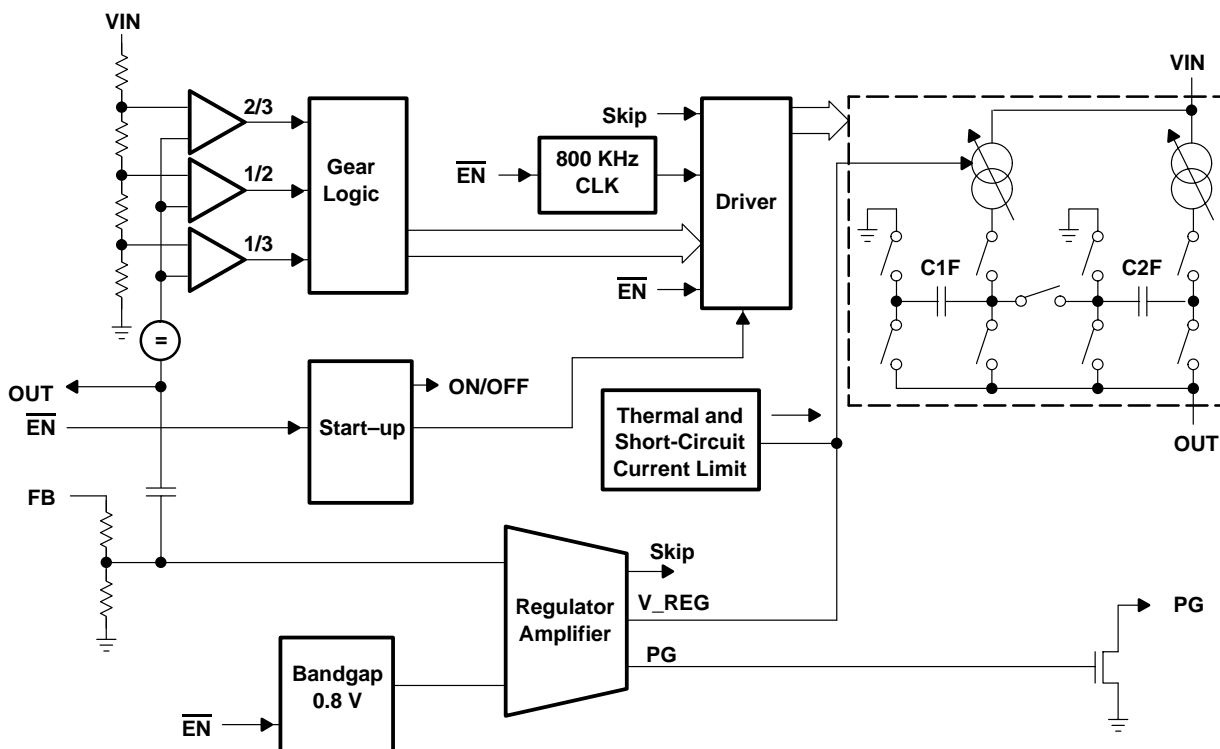 VIN
2/3
1/2
1/3
Gear
Logic
Skip
EN
800 KHz
CLK
EN
Driver
VIN
C1F
C2F
OUT
=
OUT
EN
Start–up
ON/OFF
Thermal and
Short-Circuit
Current Limit
FB
Regulator
Amplifier
Skip
V_REG
PG
PG
Bandgap
0.8 V
EN